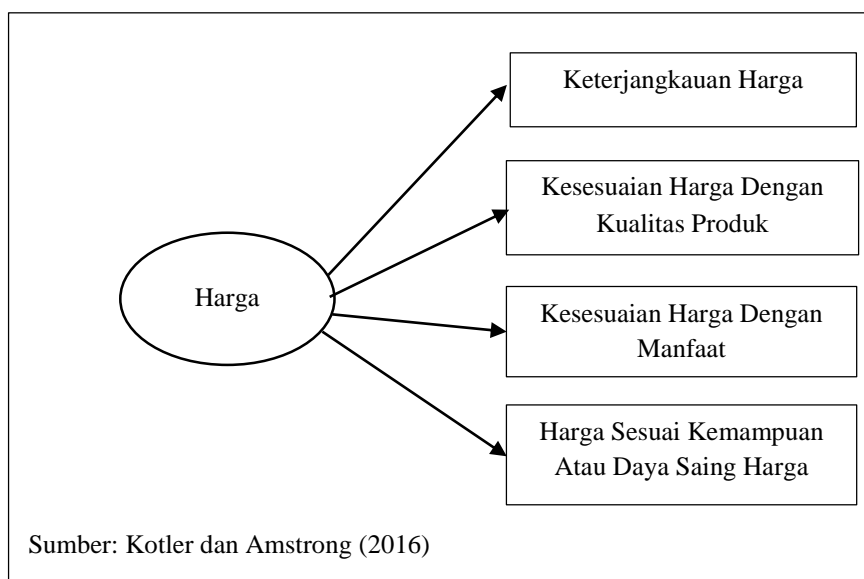 Keterjangkauan Harga
Kesesuaian Harga Dengan
Kualitas Produk
Harga
Kesesuaian Harga Dengan
Manfaat
Harga Sesuai Kemampuan
Atau Daya Saing Harga
Sumber: Kotler dan Amstrong (2016)